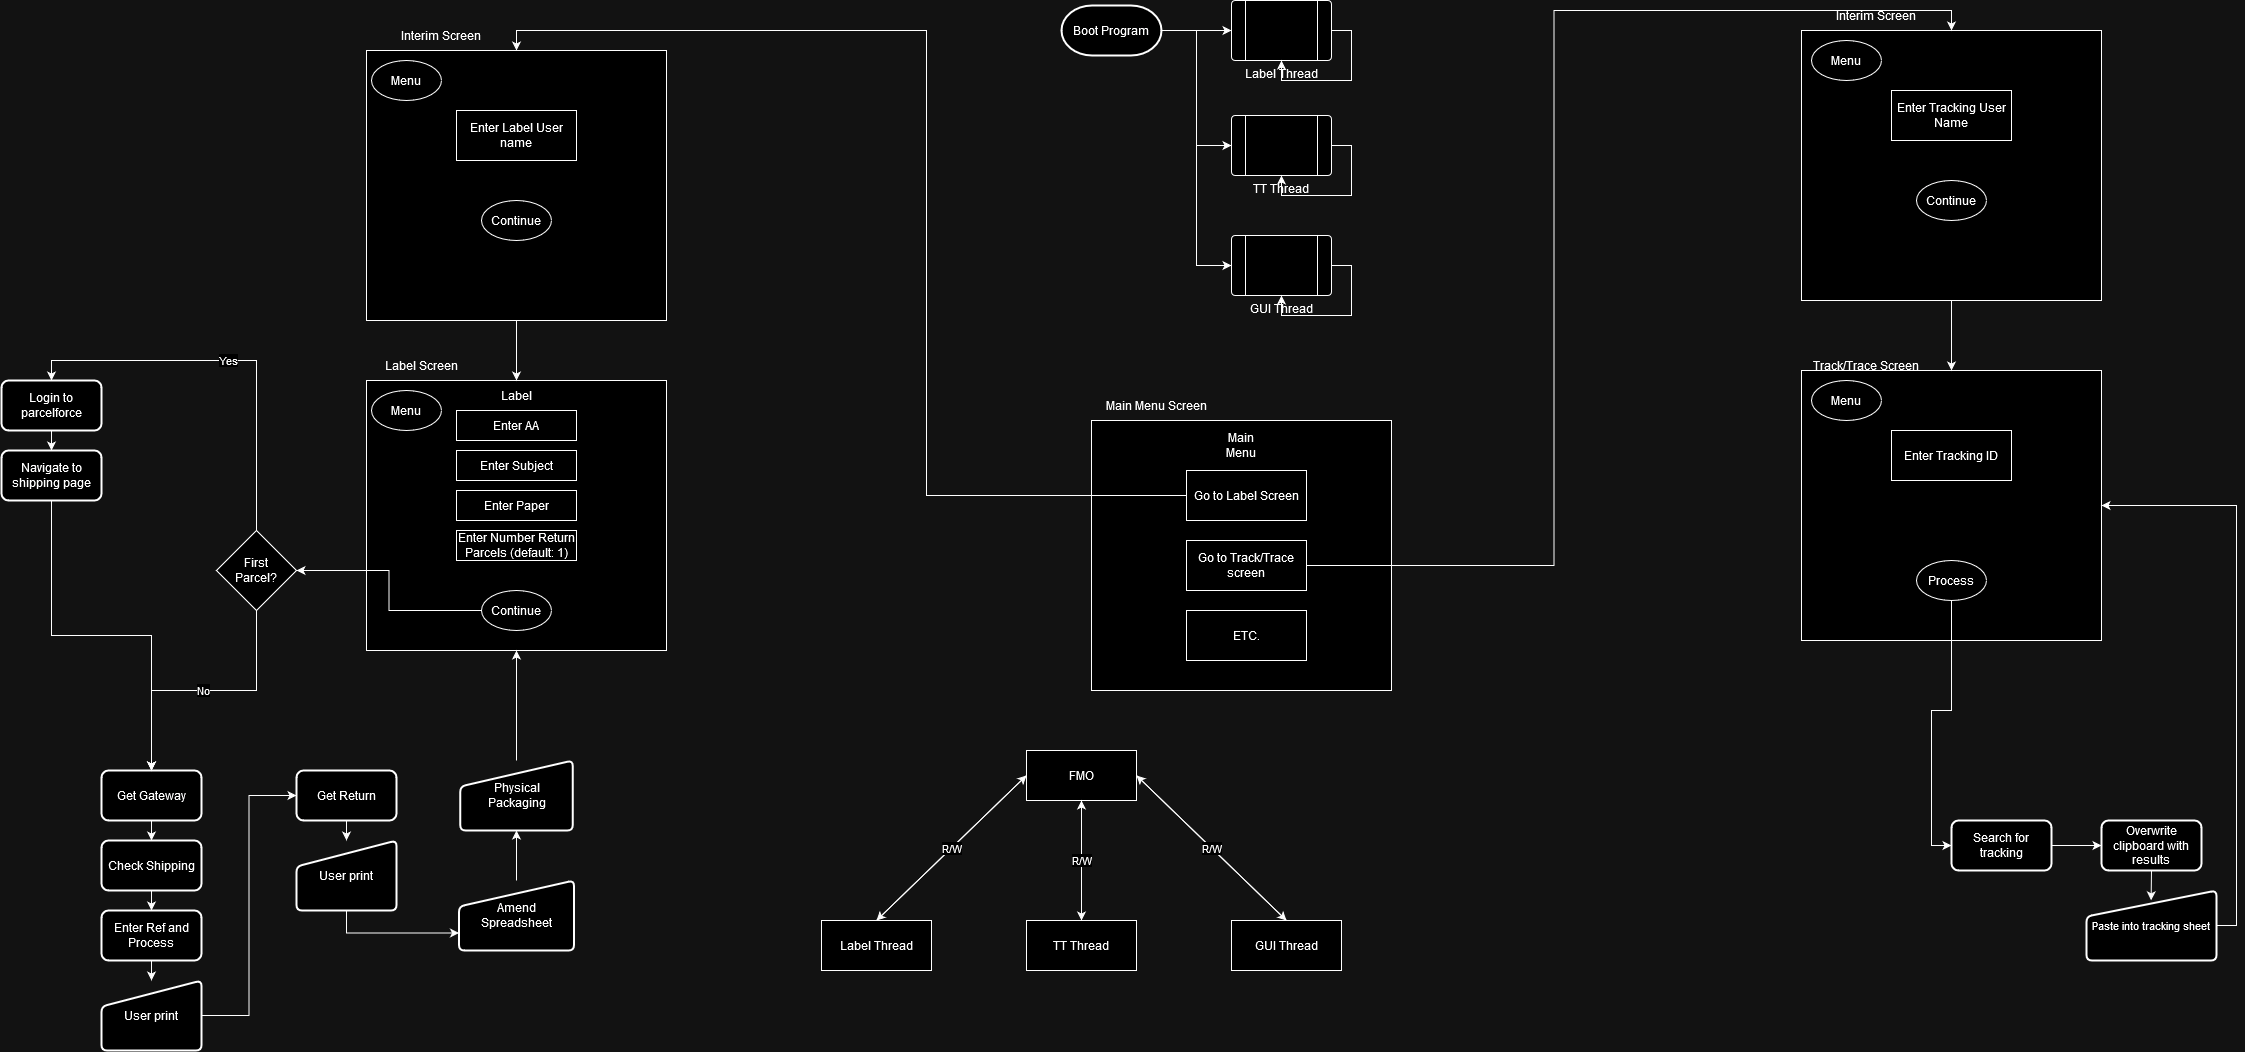 Interim Screen
Menu
Enter Label User
name
Continue
Boot Program
Label Thread
TT Thread
GUI Thread
Interim Screen
Menu
Enter Tracking User
Name
Continue
Yes
Login to
parcelforce
Navigate to
shipping page
First
Parcel?
No
Label Screen
Menu
Label
Enter AA
Enter Subject
Enter Paper
Enter Number Return
Parcels (default: 1)
Continue
Main Menu Screen
Main
Menu
Go to Label Screen
Go to Track/Trace
screen
ETC.
Track/Trace Screen
Menu
Enter Tracking ID
Process
Get Gateway
Check Shipping
Enter Ref and
Process
User print
Get Return
User print
Physical
Packaging
Amend
Spreadsheet
FMO
R/W
R/W
R/W
Label Thread
TT Thread
GUI Thread
Search for
tracking
Overwrite
clipboard with
results
Paste into tracking sheet